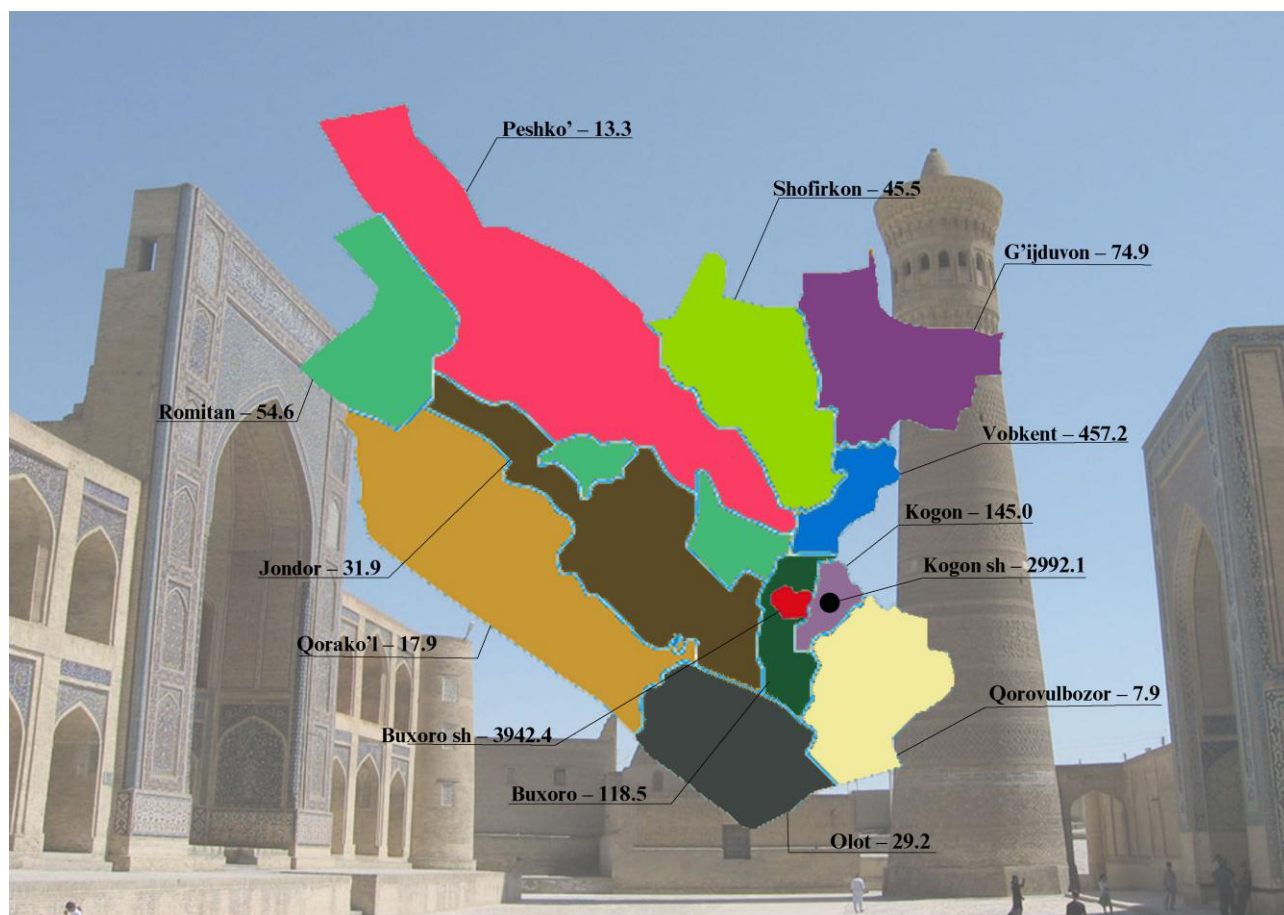 Peshko’ – 13.3
Shofirkon – 45.5
G’ijduvon – 74.9
Romitan – 54.6
Vobkent – 457.2
Kogon – 145.0
Jondor – 31.9
Kogon sh – 2992.1
Qorako’l – 17.9
Qorovulbozor – 7.9
Buxoro sh – 3942.4
Buxoro – 118.5
Olot – 29.2